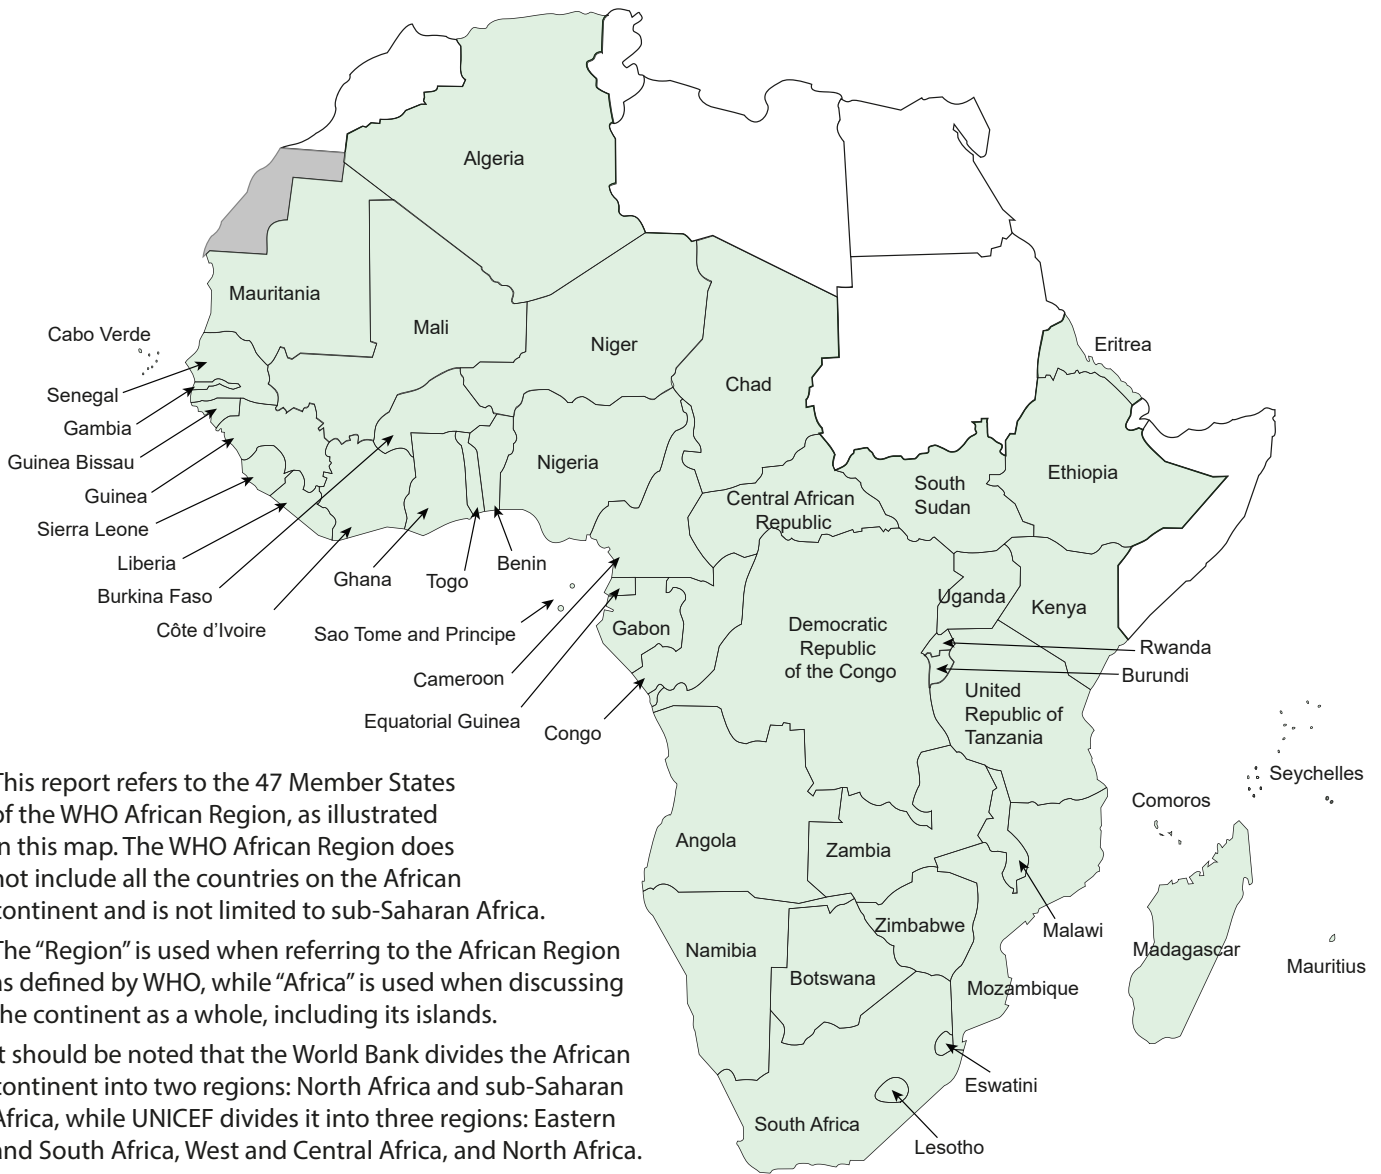 Algeria
Mauritania
Mali
Niger
Chad
Eritrea
Cabo Verde
Senegal
Gambia
Guinea Bissau
Guinea
Sierra Leone
Liberia
Burkina Faso
Côte d’Ivoire
Ghana
Togo
Benin
Nigeria
Central African
Republic
South
Sudan
Ethiopia
Sao Tome and Principe
Cameroon
Equatorial Guinea
Gabon
Congo
Democratic
Republic
of the Congo
Uganda
Kenya
Rwanda
Burundi
United
Republic of
Tanzania
Seychelles
Comoros
Angola
Zambia
Malawi
Zimbabwe
Namibia
Botswana
Mozambique
Madagascar
Mauritius
Eswatini
South Africa
Lesotho
This report refers to the 47 Member States
of the WHO African Region, as illustrated
in this map. The WHO African Region does
not include all the countries on the African
continent and is not limited to sub-Saharan Africa.
The “Region” is used when referring to the African Region
as defined by WHO, while “Africa” is used when discussing
the continent as a whole, including its islands.
It should be noted that the World Bank divides the African
continent into two regions: North Africa and sub-Saharan
Africa, while UNICEF divides it into three regions: Eastern
and South Africa, West and Central Africa, and North Africa.